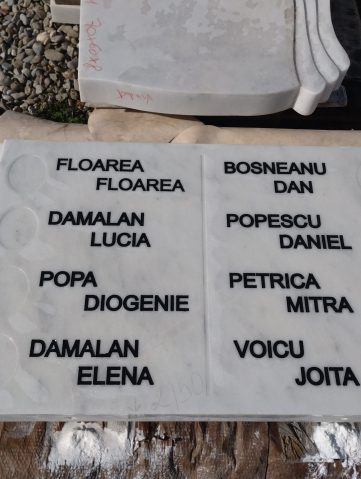 FLOAREA
FLOAREA
DAMALAN
LUCIA
POPA
DIOGENIE
DAMALAN
ELENA
BOSNEANU
DAN
POPESCU
DANIEL
PETRICA
MITRA
VOICU
JOITA